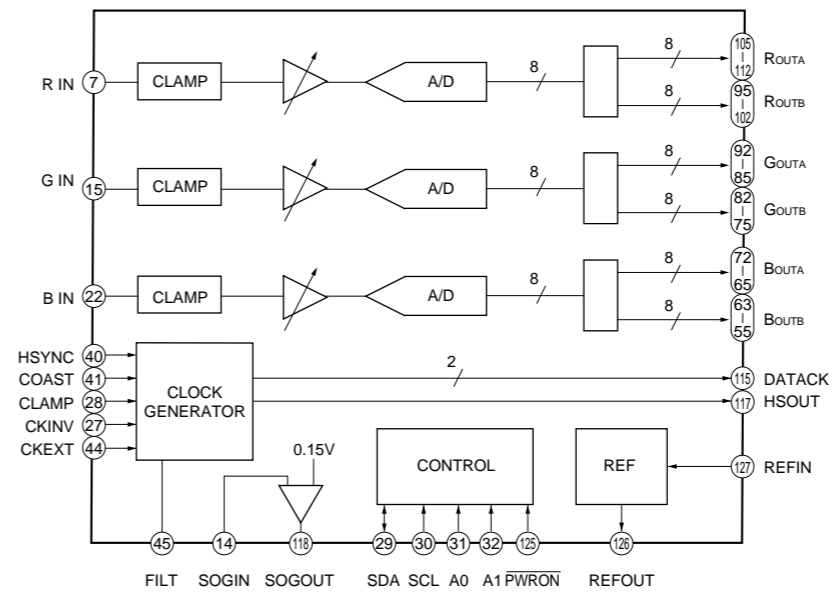 R IN 7 CLAMP A/D 8 8 105 | 112 ROUTA
8 95 | 102 ROUTB
G IN 15 CLAMP A/D 8 8 92 | 85 GOUTA
8 82 | 75 GOUTB
B IN 22 CLAMP A/D 8 8 72 | 65 BOUTA
8 63 | 55 BOUTB
HSYNC 40
COAST 41
CLAMP 28
CKINV 27
CKEXT 44
CLOCK
GENERATOR
2
115 DATACK
117 HSOUT
0.15V
CONTROL
REF
127 REFIN
45 14 118 29 30 31 32 125 126
FILT SOGIN SOGOUT SDA SCL A0 A1 PWRON REFOUT